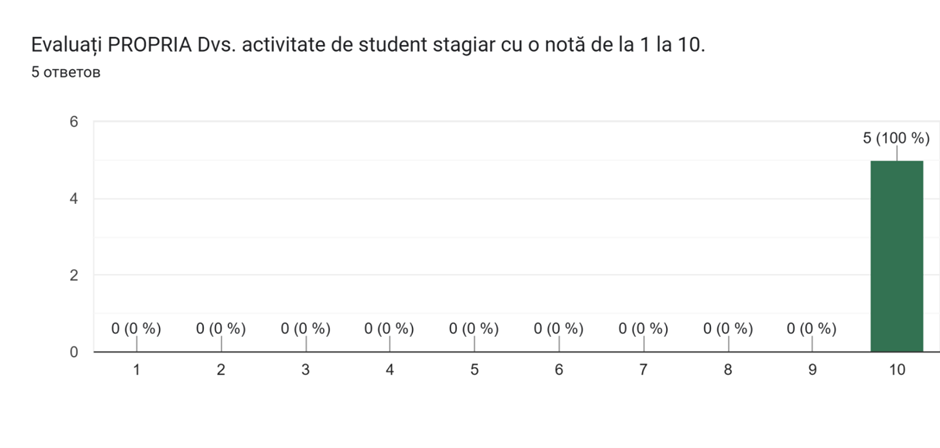 Evaluați PROPRIA Dvs. activitate de student stagiar cu o notă de la 1 la 10.
5 ответов
6
5 (100 %)
4
2
0 (0 %) 0 (0 %) 0 (0 %) 0 (0 %) 0 (0 %) 0 (0 %) 0 (0 %) 0 (0 %) 0 (0 %)
0
1 2 3 4 5 6 7 8 9 10